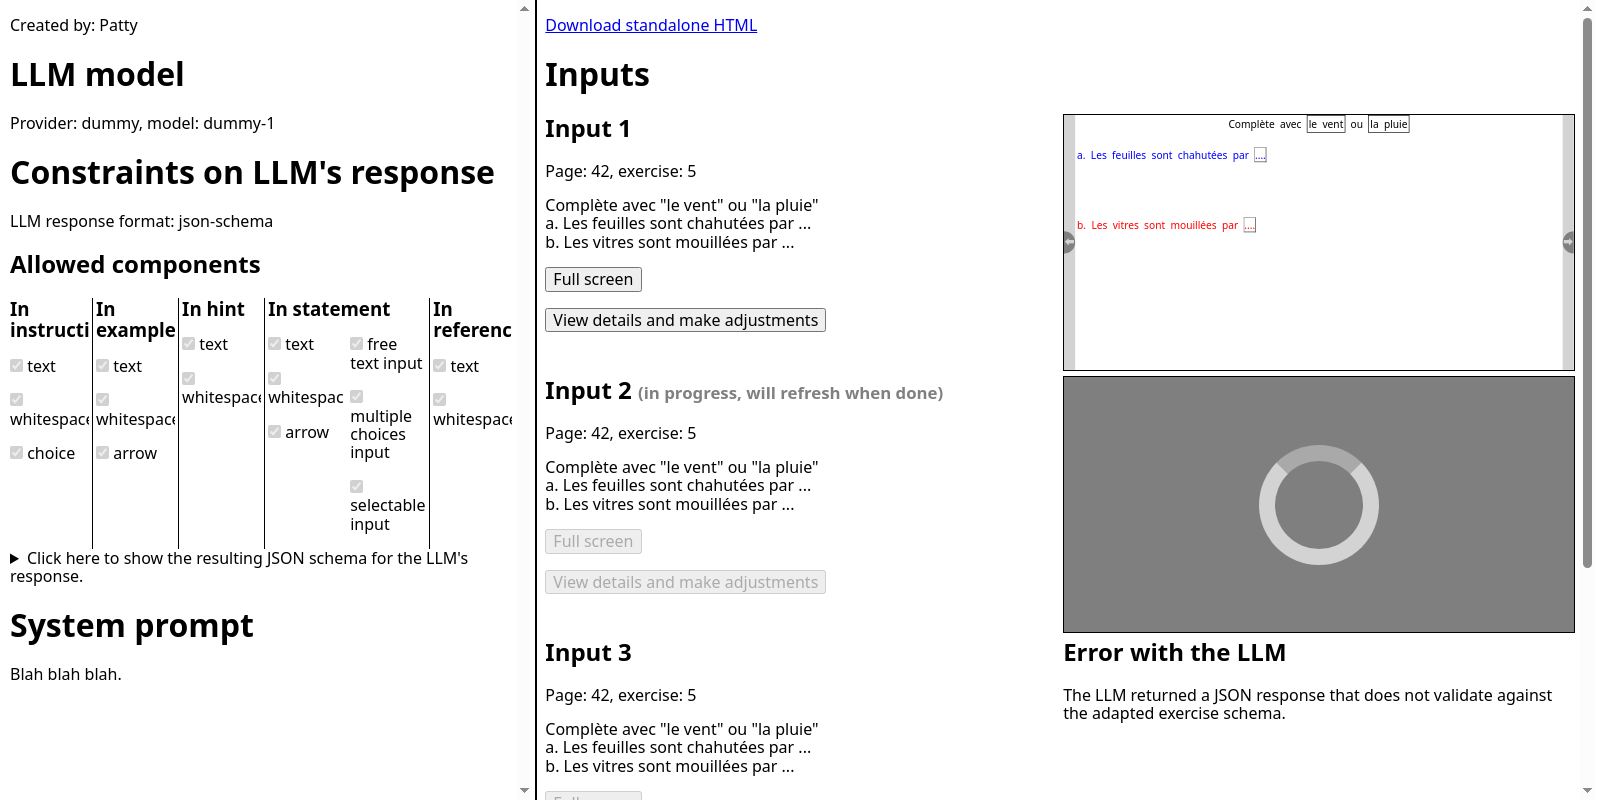 Created by: Patty
LLM model
Provider: dummy, model: dummy-1
Constraints on LLM's response
LLM response format: json-schema
Allowed components
In
instructi
text
whitespace
choice
In
example
text
whitespace
arrow
In hint
text
whitespace
In statement
text
whitespac
arrow
free
text input
multiple
choices
input
selectable
input
In
referenc
text
whitespace
Click here to show the resulting JSON schema for the LLM's
response.
System prompt
Blah blah blah.
Download standalone HTML
Inputs
Input 1
Page: 42, exercise: 5
Complète avec "le vent" ou "la pluie"
a. Les feuilles sont chahutées par ...
b. Les vitres sont mouillées par ...
Full screen
View details and make adjustments
Complète avec le vent ou la pluie
a. Les feuilles sont chahutées par ....
b. Les vitres sont mouillées par ....
Input 2 (in progress, will refresh when done)
Page: 42, exercise: 5
Complète avec "le vent" ou "la pluie"
a. Les feuilles sont chahutées par ...
b. Les vitres sont mouillées par ...
Full screen
View details and make adjustments
Input 3
Page: 42, exercise: 5
Complète avec "le vent" ou "la pluie"
a. Les feuilles sont chahutées par ...
b. Les vitres sont mouillées par ...
Error with the LLM
The LLM returned a JSON response that does not validate against
the adapted exercise schema.